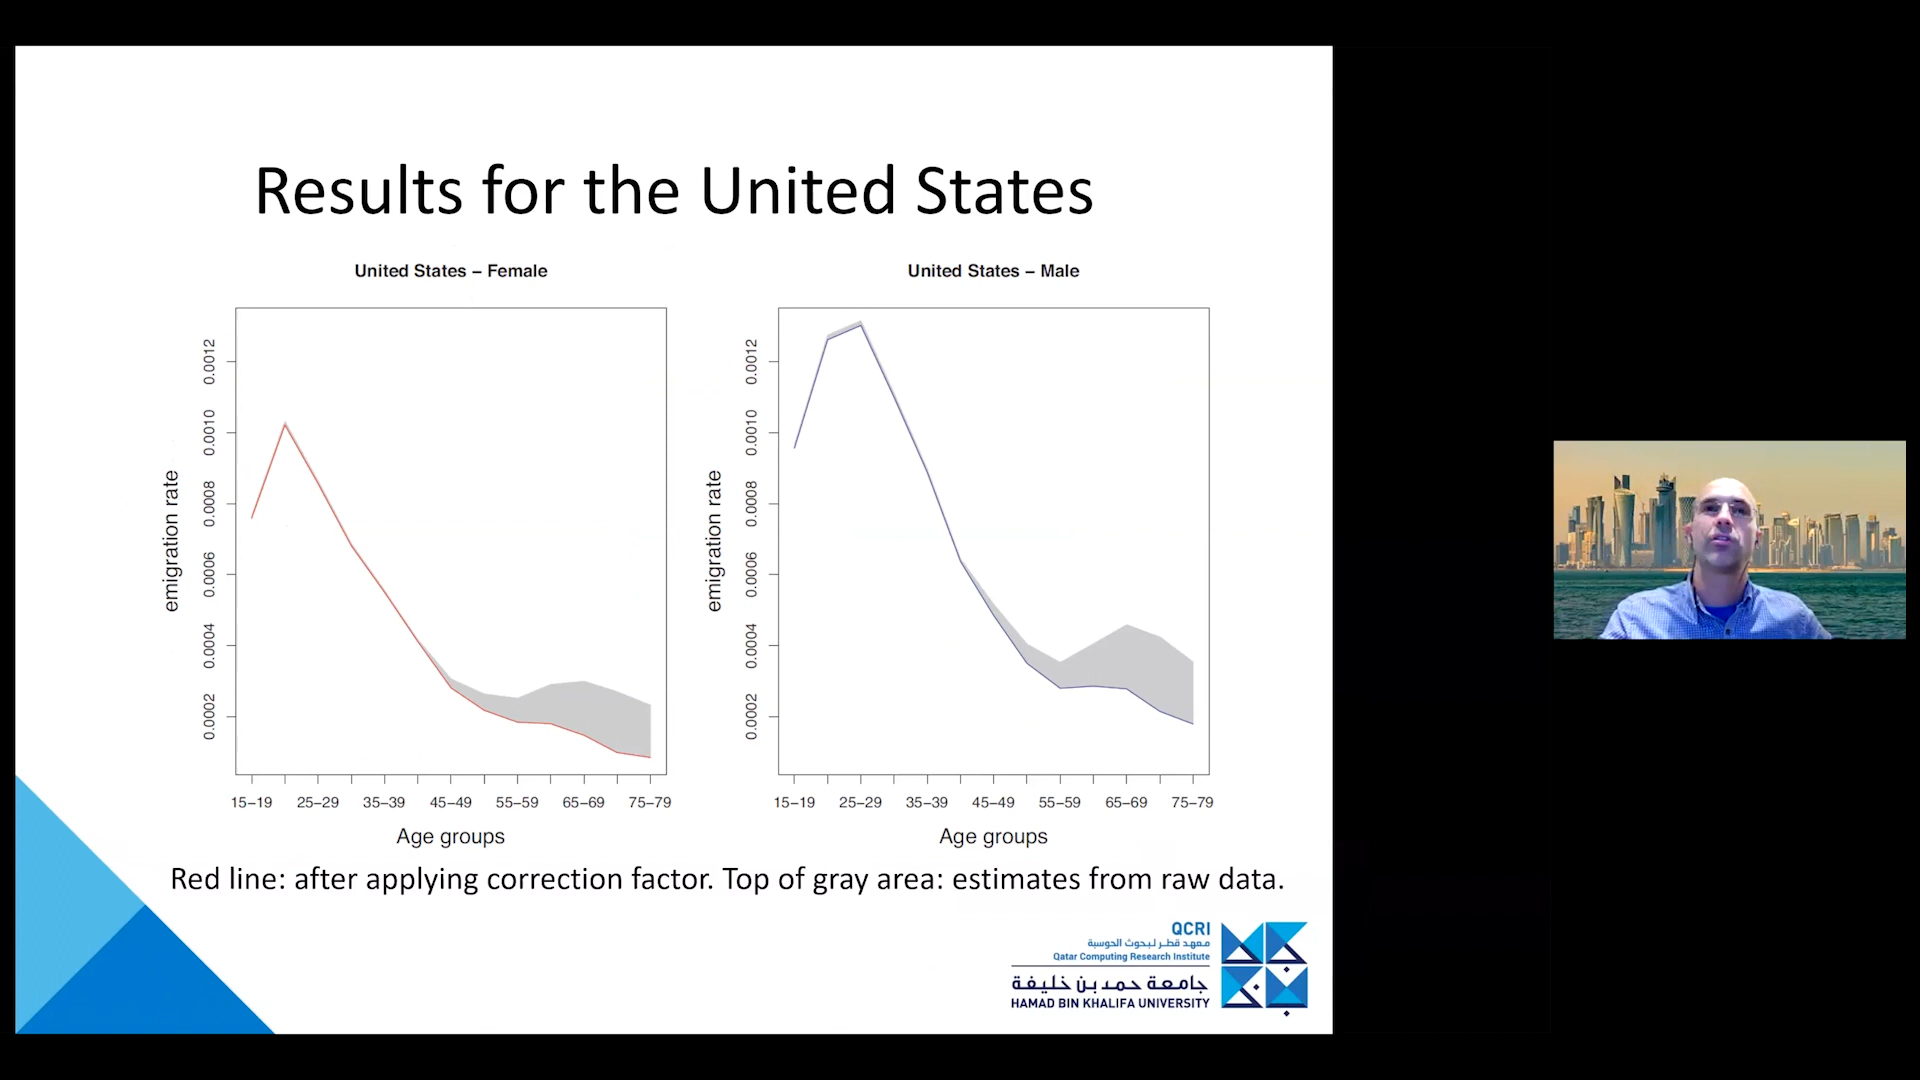 Results for the United States
United States – Female
emigration rate
0.0012
0.0010
0.0008
0.0006
0.0004
0.0002
15–19 25–29 35–39 45–49 55–59 65–69 75–79
Age groups
United States – Male
emigration rate
0.0012
0.0010
0.0008
0.0006
0.0004
0.0002
15–19 25–29 35–39 45–49 55–59 65–69 75–79
Age groups
Red line: after applying correction factor. Top of gray area: estimates from raw data.
QCRI
معهد قطر لبحوث الحوسبة
Qatar Computing Research Institute
جامعة حمد بن خليفة
HAMAD BIN KHALIFA UNIVERSITY